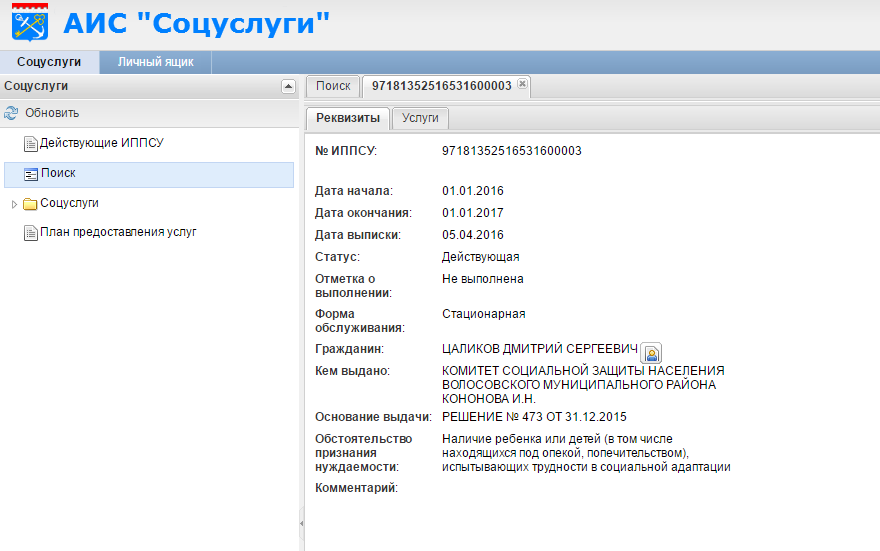 АИС "Соцуслуги"
Соцуслуги Личный ящик
Соцуслуги
Обновить
Действующие ИППСУ
Поиск
Соцуслуги
План предоставления услуг
Поиск 97181352516531600003
Реквизиты Услуги
№ ИППСУ: 97181352516531600003
Дата начала: 01.01.2016
Дата окончания: 01.01.2017
Дата выписки: 05.04.2016
Статус: Действующая
Отметка о Не выполнена
выполнении:
Форма Стационарная
обслуживания:
Гражданин: ЦАЛИКОВ ДМИТРИЙ СЕРГЕЕВИЧ
Кем выдано: КОМИТЕТ СОЦИАЛЬНОЙ ЗАЩИТЫ НАСЕЛЕНИЯ
ВОЛОСОВСКОГО МУНИЦИПАЛЬНОГО РАЙОНА
КОНОНОВА И.Н.
Основание выдачи: РЕШЕНИЕ № 473 ОТ 31.12.2015
Обстоятельство Наличие ребенка или детей (в том числе
признания находящихся под опекой, попечительством),
нуждаемости: испытывающих трудности в социальной адаптации
Комментарий: